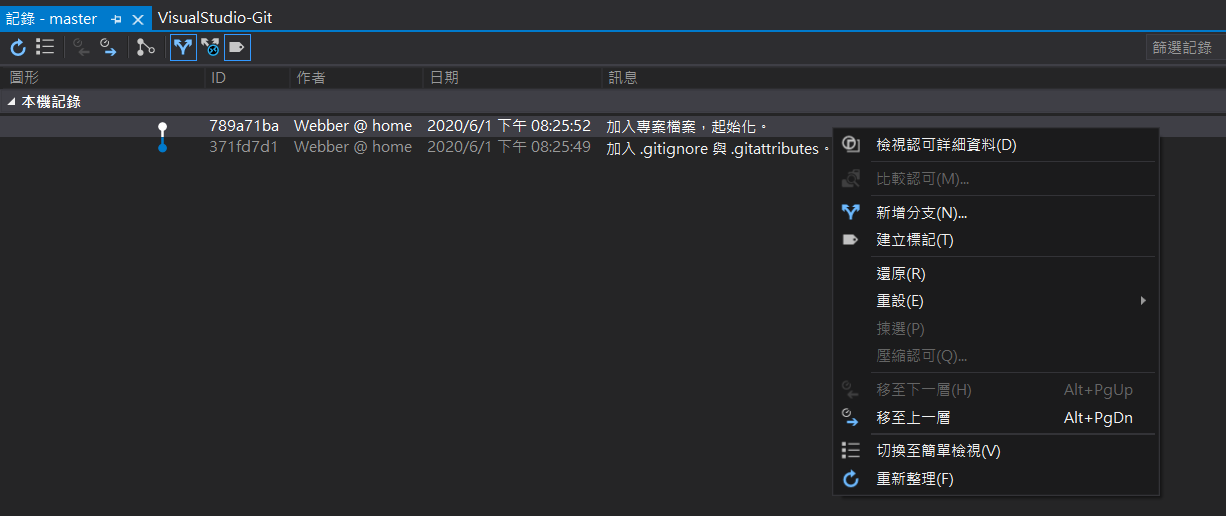 記錄 - master
VisualStudio-Git
篩選記錄
圖形 ID 作者 日期 訊息
本機記錄
789a71ba Webber @ home 2020/6/1 下午 08:25:52 加入專案檔案，起始化。
371fd7d1 Webber @ home 2020/6/1 下午 08:25:49 加入 .gitignore 與 .gitattributes。
檢視認可詳細資料(D)
比較認可(M)...
新增分支(N)...
建立標記(T)
還原(R)
重設(E)
揀選(P)
壓縮認可(Q)...
移至下一層(H) Alt+PgUp
移至上一層 Alt+PgDn
切換至簡單檢視(V)
重新整理(F)